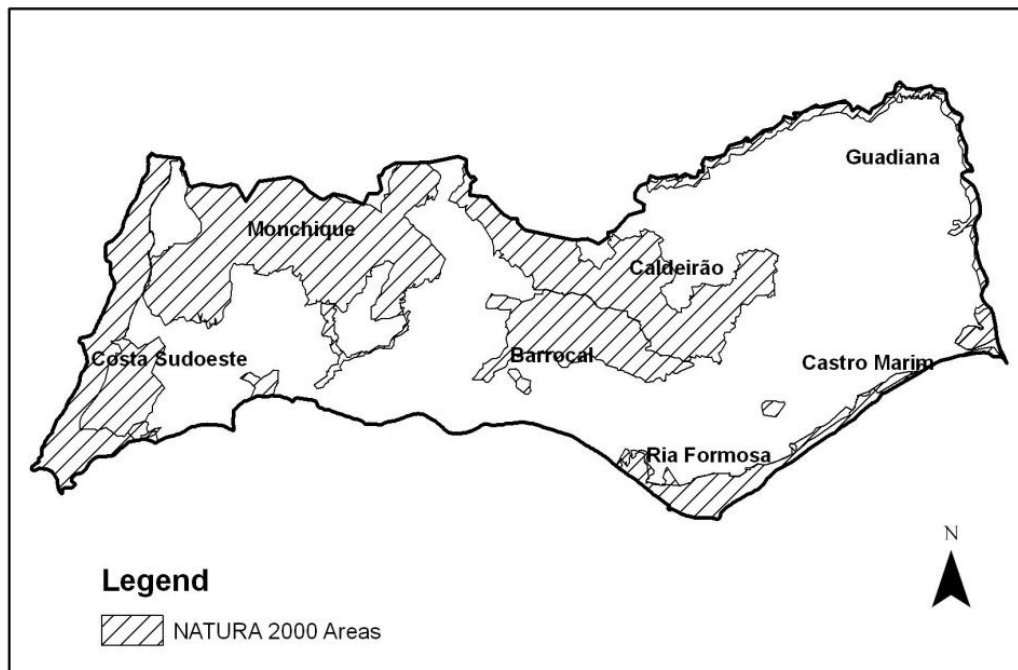 Guadiana
Monchique
Caldeirão
Costa Sudoeste
Barrocal
Castro Marim
Ria Formosa
N
Legend
NATURA 2000 Areas